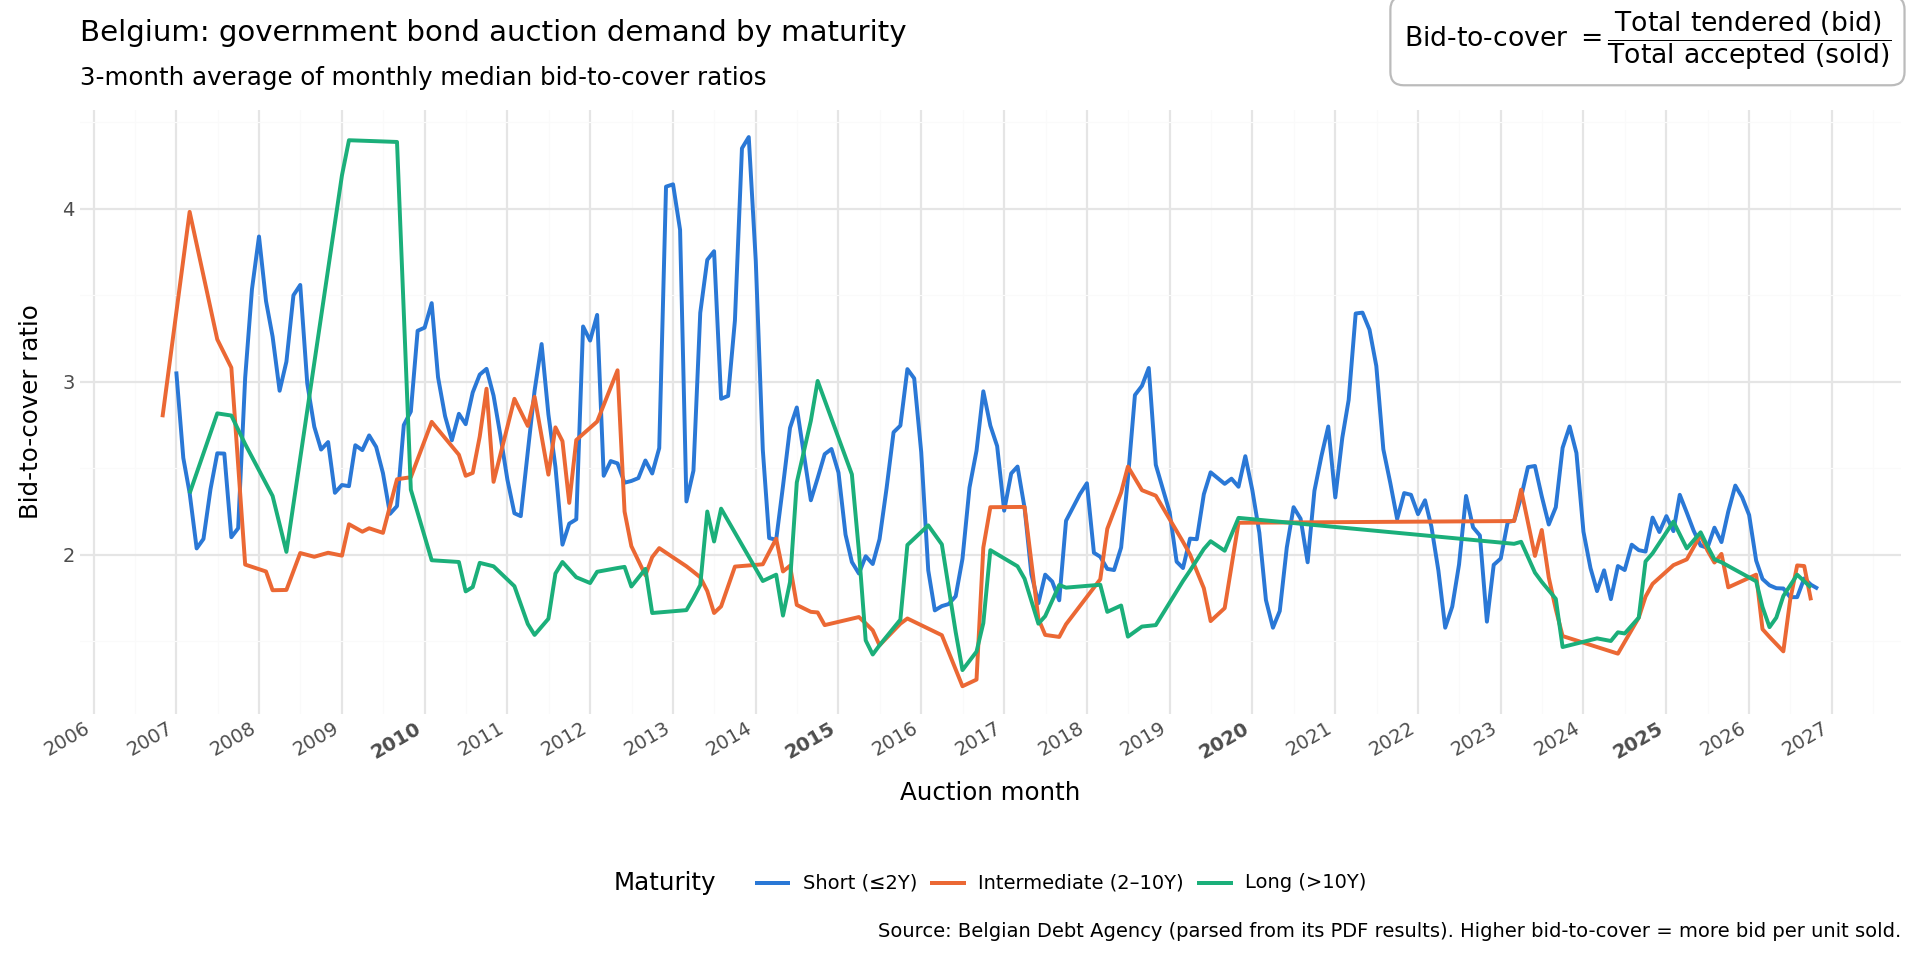 Belgium: government bond auction demand by maturity
3-month average of monthly median bid-to-cover ratios
Bid-to-cover = Total tendered (bid)
Total accepted (sold)
Bid-to-cover ratio
4
3
2
2006 2007 2008 2009 2010 2011 2012 2013 2014 2015 2016 2017 2018 2019 2020 2021 2022 2023 2024 2025 2026 2027
Auction month
Maturity Short (≤2Y) Intermediate (2–10Y) Long (>10Y)
Source: Belgian Debt Agency (parsed from its PDF results). Higher bid-to-cover = more bid per unit sold.